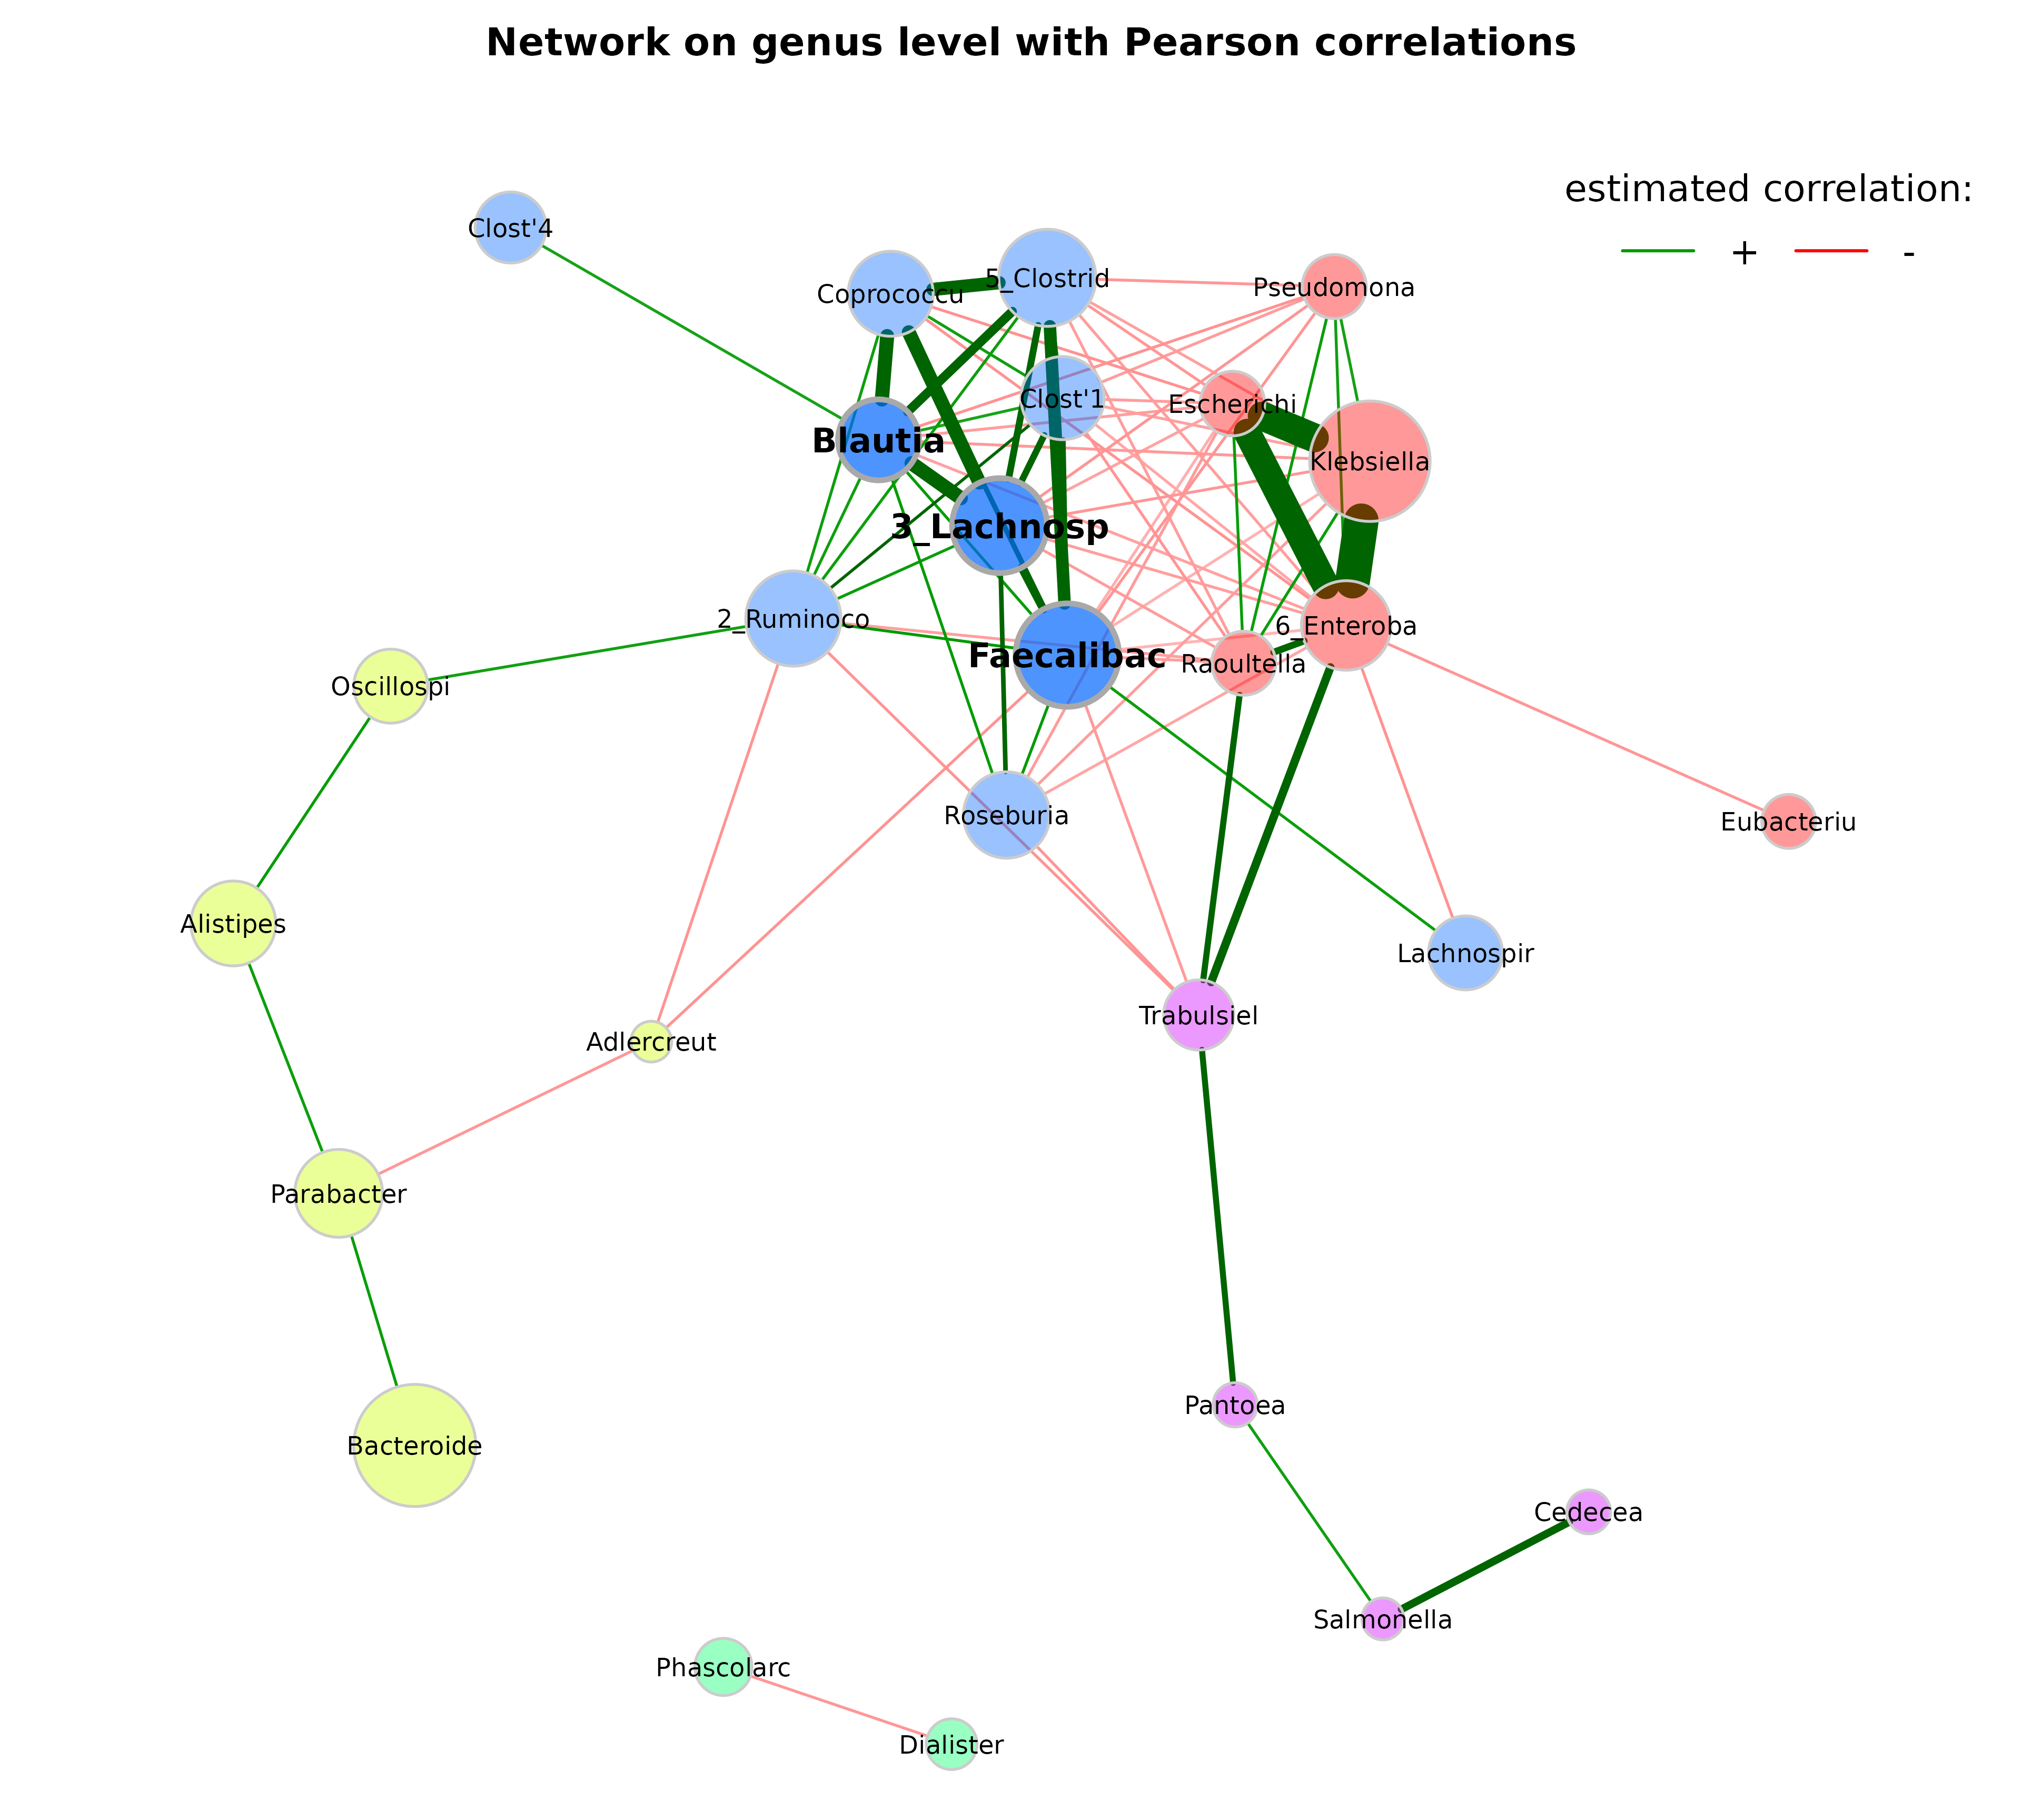 Network on genus level with Pearson correlations
estimated correlation:
+ -
Clost'4
5_Clostrid
Coprococcu
Pseudomona
Clost'1
Escherichi
Blautia
Klebsiella
3_Lachnosp
2_Ruminoco
6_Enteroba
Faecalibac
Raoultella
Oscillospi
Roseburia
Eubacteriu
Alistipes
Lachnospir
Trabulsiel
Adlercreut
Parabacter
Pantoea
Bacteroide
Cedecea
Salmonella
Phascolarc
Dialister